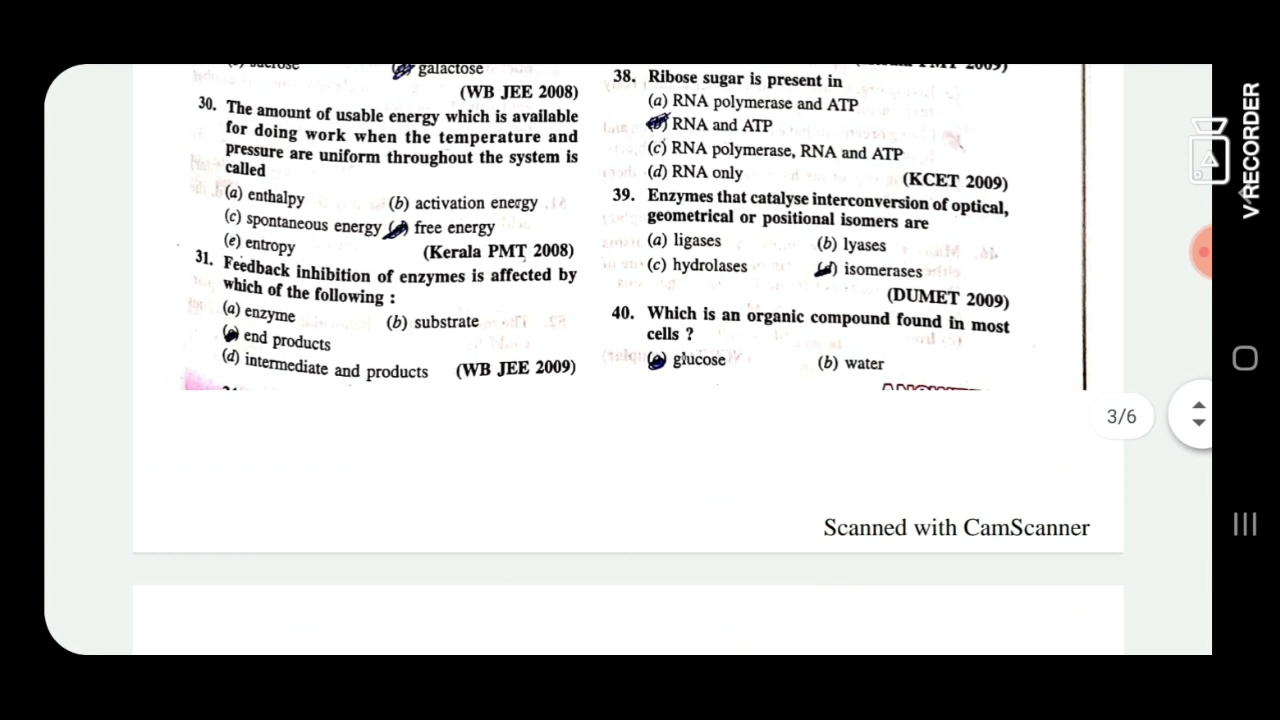 galactose
(WB JEE 2008)
30. The amount of usable energy which is available
for doing work when the temperature and
pressure are uniform throughout the system is
called
(a) enthalpy (b) activation energy
(c) spontaneous energy free energy
(e) entropy (Kerala PMT 2008)
31. Feedback inhibition of enzymes is affected by
which of the following :
(a) enzyme (b) substrate
end products
(d) intermediate and products (WB JEE 2009)
38. Ribose sugar is present in
(a) RNA polymerase and ATP
(b) RNA and ATP
(c) RNA polymerase, RNA and ATP
(d) RNA only (KCET 2009)
39. Enzymes that catalyse interconversion of optical,
geometrical or positional isomers are
(a) ligases (b) lyases
(c) hydrolases (d) isomerases
(DUMET 2009)
40. Which is an organic compound found in most
cells ?
(a) glucose (b) water
3/6
Scanned with CamScanner
V RECORDER